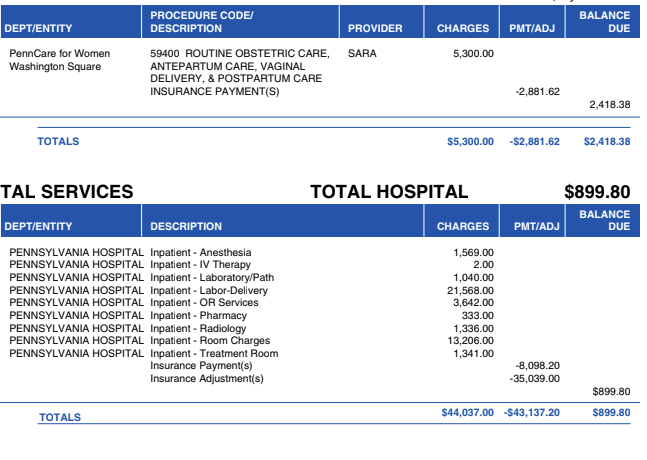 DEPT/ENTITY PROCEDURE CODE/ DESCRIPTION PROVIDER CHARGES PMT/ADJ BALANCE DUE
PennCare for Women 59400 ROUTINE OBSTETRIC CARE, SARA 5,300.00
Washington Square ANTEPARTUM CARE, VAGINAL
DELIVERY, & POSTPARTUM CARE
INSURANCE PAYMENT(S) -2,881.62
2,418.38
TOTALS $5,300.00 -$2,881.62 $2,418.38
TAL SERVICES TOTAL HOSPITAL $899.80
DEPT/ENTITY DESCRIPTION CHARGES PMT/ADJ BALANCE DUE
PENNSYLVANIA HOSPITAL Inpatient - Anesthesia 1,569.00
PENNSYLVANIA HOSPITAL Inpatient - IV Therapy 2.00
PENNSYLVANIA HOSPITAL Inpatient - Laboratory/Path 1,040.00
PENNSYLVANIA HOSPITAL Inpatient - Labor-Delivery 21,568.00
PENNSYLVANIA HOSPITAL Inpatient - OR Services 3,642.00
PENNSYLVANIA HOSPITAL Inpatient - Pharmacy 333.00
PENNSYLVANIA HOSPITAL Inpatient - Radiology 1,336.00
PENNSYLVANIA HOSPITAL Inpatient - Room Charges 13,206.00
PENNSYLVANIA HOSPITAL Inpatient - Treatment Room 1,341.00
Insurance Payment(s) -8,098.20
Insurance Adjustment(s) -35,039.00
$899.80
TOTALS $44,037.00 -$43,137.20 $899.80